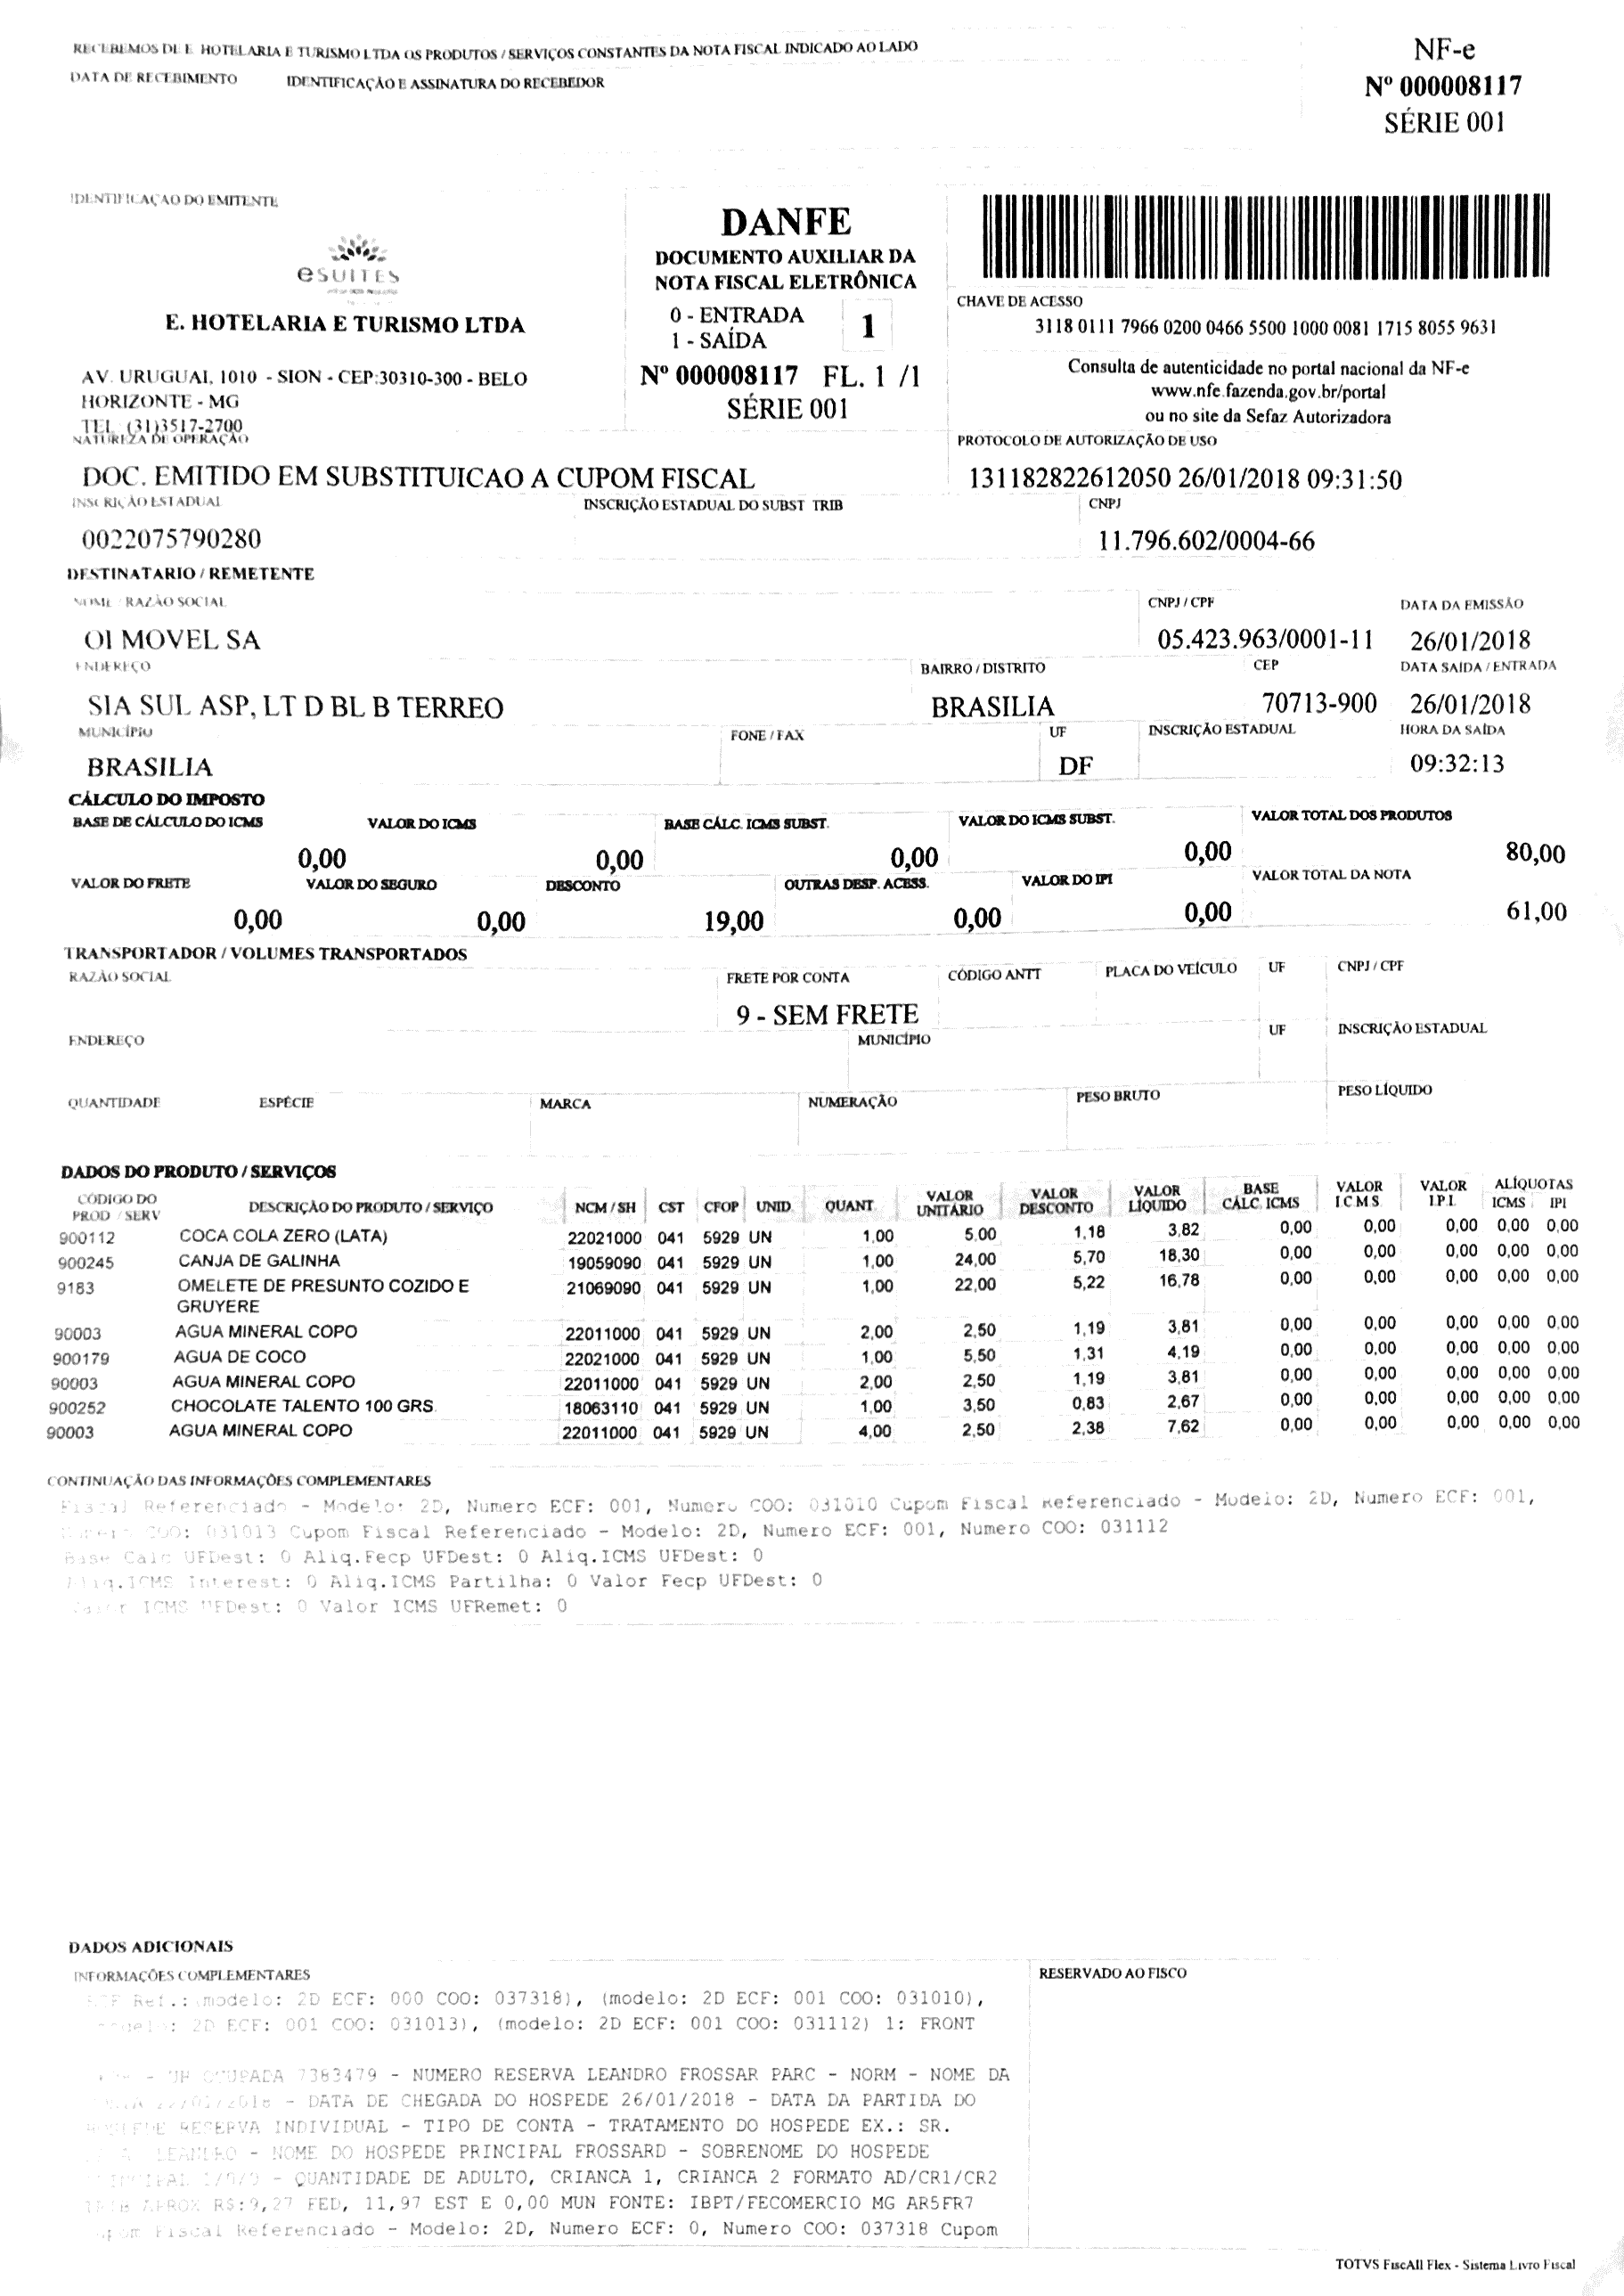 RECEBEMOS DE E. HOTELARIA E TURISMO LTDA OS PRODUTOS / SERVIÇOS CONSTANTES DA NOTA FISCAL INDICADO AO LADO
DATA DE RECEBIMENTO IDENTIFICAÇÃO E ASSINATURA DO RECEBEDOR
NF-e
Nº 000008117
SÉRIE 001
IDENTIFICAÇAO DO EMITENTE
eSUITES
E. HOTELARIA E TURISMO LTDA
AV. URUGUAI, 1010 - SION - CEP:30310-300 - BELO
HORIZONTE - MG
TEL. (31)3517-2700
DANFE
DOCUMENTO AUXILIAR DA
NOTA FISCAL ELETRÔNICA
0 - ENTRADA
1 - SAÍDA
1
Nº 000008117 FL. 1 /1
SÉRIE 001
CHAVE DE ACESSO
3118 0111 7966 0200 0466 5500 1000 0081 1715 8055 9631
Consulta de autenticidade no portal nacional da NF-e
www.nfe.fazenda.gov.br/portal
ou no site da Sefaz Autorizadora
NATUREZA DE OPERAÇÃO PROTOCOLO DE AUTORIZAÇÃO DE USO
DOC. EMITIDO EM SUBSTITUICAO A CUPOM FISCAL 131182822612050 26/01/2018 09:31:50
INSCRIÇÃO ESTADUAL INSCRIÇÃO ESTADUAL DO SUBST TRIB CNPJ
0022075790280 11.796.602/0004-66
DESTINATARIO / REMETENTE
NOME / RAZÃO SOCIAL CNPJ / CPF DATA DA EMISSÃO
OI MOVEL SA 05.423.963/0001-11 26/01/2018
ENDEREÇO BAIRRO / DISTRITO CEP DATA SAIDA / ENTRADA
SIA SUL ASP, LT D BL B TERREO BRASILIA 70713-900 26/01/2018
MUNICÍPIO FONE / FAX UF INSCRIÇÃO ESTADUAL HORA DA SAÍDA
BRASILIA DF 09:32:13
CÁLCULO DO IMPOSTO
BASE DE CÁLCULO DO ICMS VALOR DO ICMS BASE CÁLC. ICMS SUBST. VALOR DO ICMS SUBST. VALOR TOTAL DOS PRODUTOS
0,00 0,00 0,00 0,00 80,00
VALOR DO FRETE VALOR DO SEGURO DESCONTO OUTRAS DESP. ACESS. VALOR DO IPI VALOR TOTAL DA NOTA
0,00 0,00 19,00 0,00 0,00 61,00
TRANSPORTADOR / VOLUMES TRANSPORTADOS
RAZÃO SOCIAL FRETE POR CONTA CÓDIGO ANTT PLACA DO VEÍCULO UF CNPJ / CPF
9 - SEM FRETE
ENDEREÇO MUNICÍPIO UF INSCRIÇÃO ESTADUAL
QUANTIDADE ESPÉCIE MARCA NUMERAÇÃO PESO BRUTO PESO LÍQUIDO
DADOS DO PRODUTO / SERVIÇOS
CÓDIGO DO PROD / SERV DESCRIÇÃO DO PRODUTO / SERVIÇO NCM / SH CST CFOP UNID QUANT. VALOR UNITÁRIO VALOR DESCONTO VALOR LÍQUIDO BASE CÁLC. ICMS VALOR ICMS VALOR IPI ALÍQUOTAS ICMS IPI
900112 COCA COLA ZERO (LATA) 22021000 041 5929 UN 1,00 5,00 1,18 3,82 0,00 0,00 0,00 0,00 0,00
900245 CANJA DE GALINHA 19059090 041 5929 UN 1,00 24,00 5,70 18,30 0,00 0,00 0,00 0,00 0,00
9183 OMELETE DE PRESUNTO COZIDO E 21069090 041 5929 UN 1,00 22,00 5,22 16,78 0,00 0,00 0,00 0,00 0,00
GRUYERE
90003 AGUA MINERAL COPO 22011000 041 5929 UN 2,00 2,50 1,19 3,81 0,00 0,00 0,00 0,00 0,00
900179 AGUA DE COCO 22021000 041 5929 UN 1,00 5,50 1,31 4,19 0,00 0,00 0,00 0,00 0,00
90003 AGUA MINERAL COPO 22011000 041 5929 UN 2,00 2,50 1,19 3,81 0,00 0,00 0,00 0,00 0,00
900252 CHOCOLATE TALENTO 100 GRS. 18063110 041 5929 UN 1,00 3,50 0,83 2,67 0,00 0,00 0,00 0,00 0,00
90003 AGUA MINERAL COPO 22011000 041 5929 UN 4,00 2,50 2,38 7,62 0,00 0,00 0,00 0,00 0,00
CONTINUAÇÃO DAS INFORMAÇÕES COMPLEMENTARES
Fiscal Referenciado - Modelo: 2D, Numero ECF: 001, Numero COO: 031010 Cupom Fiscal Referenciado - Modelo: 2D, Numero ECF: 001,
Numero COO: 031013 Cupom Fiscal Referenciado - Modelo: 2D, Numero ECF: 001, Numero COO: 031112
Base Calc UFDest: 0 Aliq.Fecp UFDest: 0 Aliq.ICMS UFDest: 0
Aliq.ICMS Interest: 0 Aliq.ICMS Partilha: 0 Valor Fecp UFDest: 0
Valor ICMS UFDest: 0 Valor ICMS UFRemet: 0
DADOS ADICIONAIS
INFORMAÇÕES COMPLEMENTARES RESERVADO AO FISCO
Ref.:(modelo: 2D ECF: 000 COO: 037318), (modelo: 2D ECF: 001 COO: 031010),
2D ECF: 001 COO: 031013), (modelo: 2D ECF: 001 COO: 031112) 1: FRONT
- UH OCUPADA 7383479 - NUMERO RESERVA LEANDRO FROSSAR PARC - NORM - NOME DA
- DATA DE CHEGADA DO HOSPEDE 26/01/2018 - DATA DA PARTIDA DO
HOSPEDE RESERVA INDIVIDUAL - TIPO DE CONTA - TRATAMENTO DO HOSPEDE EX.: SR.
LEANDRO - NOME DO HOSPEDE PRINCIPAL FROSSARD - SOBRENOME DO HOSPEDE
PRINCIPAL 1/0/0 - QUANTIDADE DE ADULTO, CRIANCA 1, CRIANCA 2 FORMATO AD/CR1/CR2
TRIB APROX R$:9,27 FED, 11,97 EST E 0,00 MUN FONTE: IBPT/FECOMERCIO MG AR5FR7
Cupom Fiscal Referenciado - Modelo: 2D, Numero ECF: 0, Numero COO: 037318 Cupom
TOTVS FiscAll Flex - Sistema Livro Fiscal